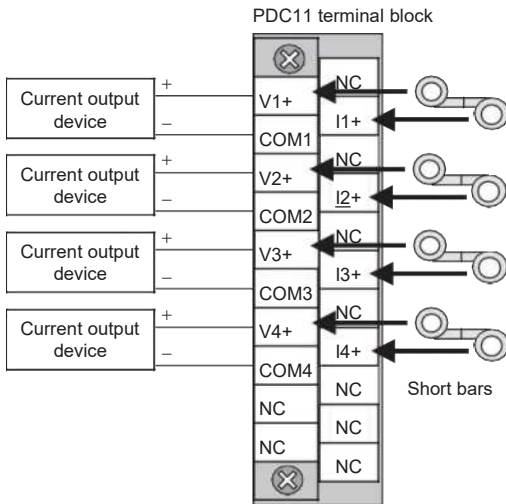 PDC11 terminal block
Current output
device
+
−
V1+
COM1
NC
I1+
Current output
device
+
−
V2+
COM2
NC
I2+
Current output
device
+
−
V3+
COM3
NC
I3+
Current output
device
+
−
V4+
COM4
NC
I4+
NC
NC
NC
NC
NC
Short bars